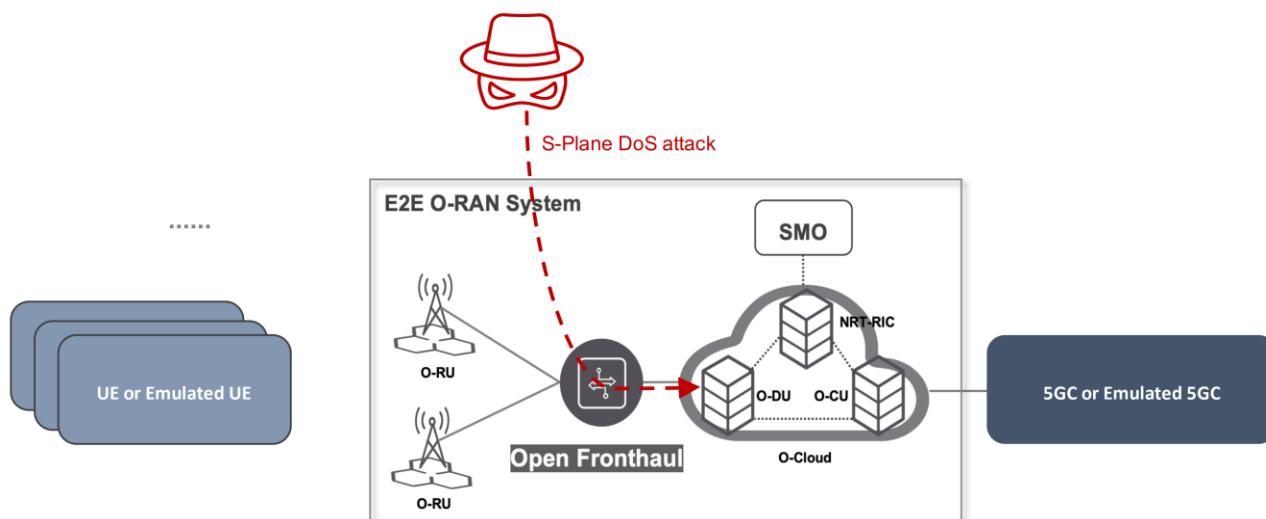 S-Plane DoS attack
E2E O-RAN System
......
SMO
NRT-RIC
O-RU
O-DU
O-CU
UE or Emulated UE
5GC or Emulated 5GC
Open Fronthaul
O-Cloud
O-RU